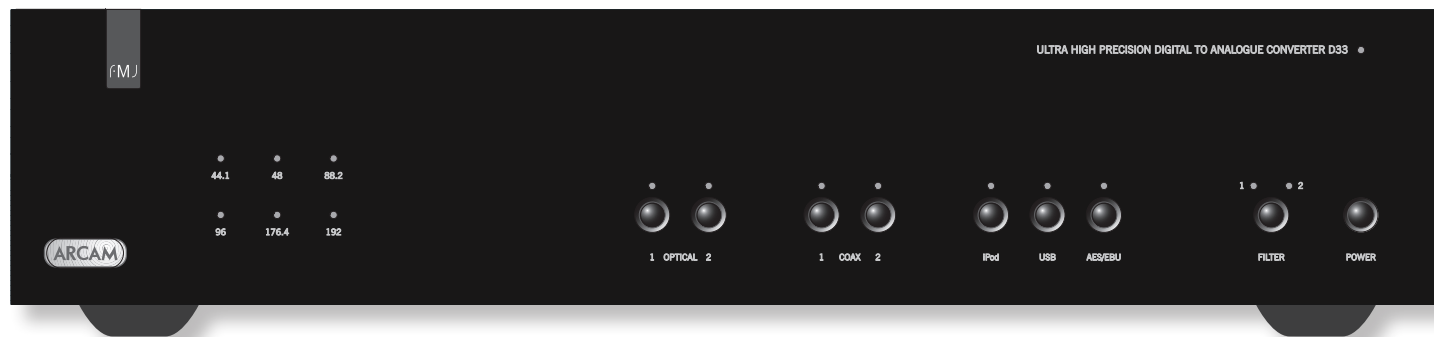 FMJ
ULTRA HIGH PRECISION DIGITAL TO ANALOGUE CONVERTER D33
44.1 48 88.2
1 2
96 176.4 192
ARCAM
1 OPTICAL 2 1 COAX 2 IPod USB AES/EBU FILTER POWER